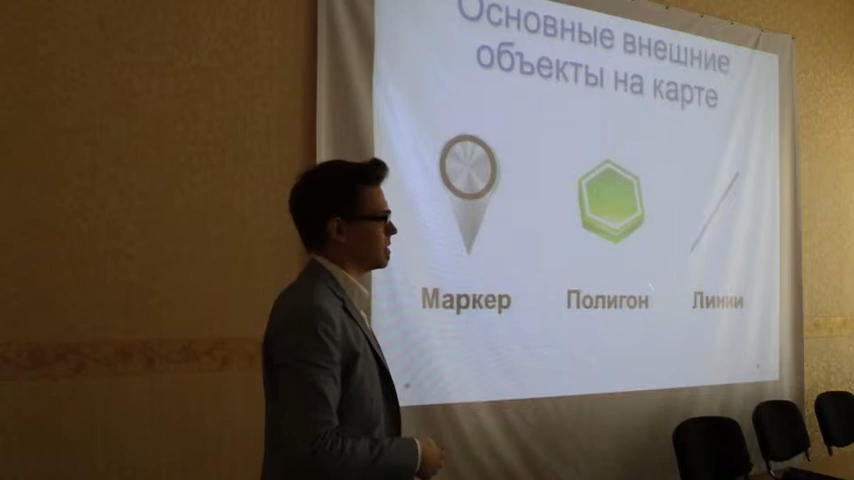 Основные внешние
объекты на карте
Маркер Полигон Линии